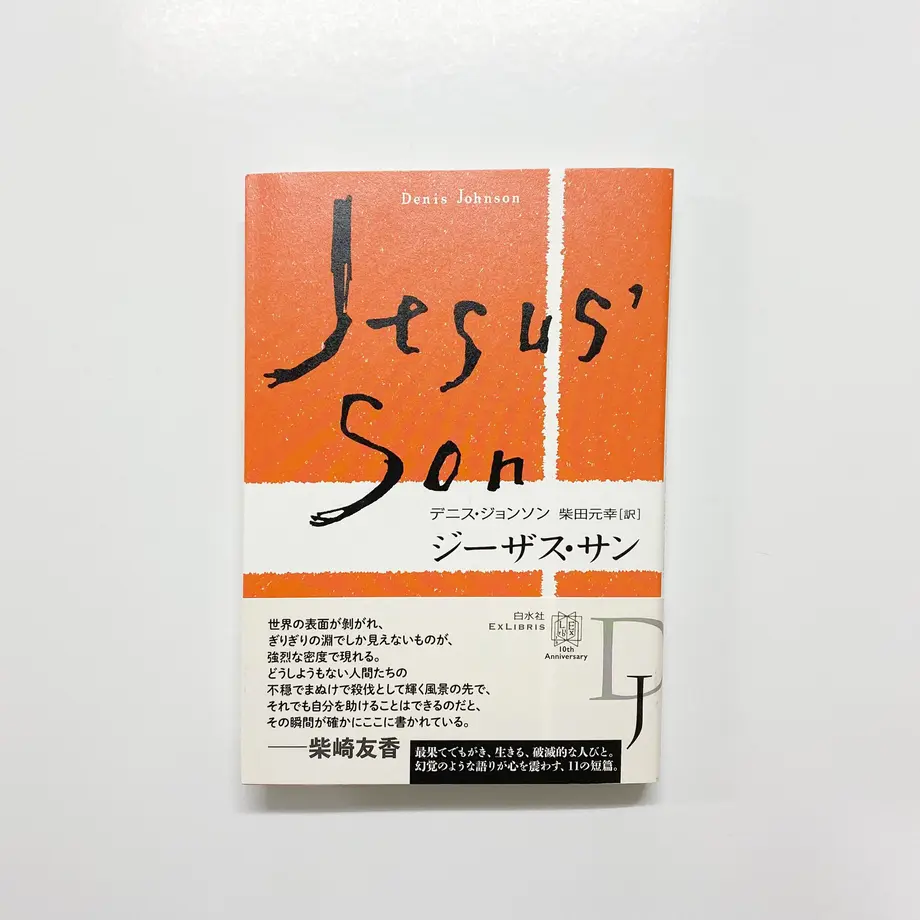 Denis Johnson
Jesus'
Son
デニス・ジョンソン 柴田元幸[訳]
ジーザス・サン
世界の表面が剝がれ、
ぎりぎりの淵でしか見えないものが、
強烈な密度で現れる。
どうしようもない人間たちの
不穏でまぬけで殺伐として輝く風景の先で、
それでも自分を助けることはできるのだと、
その瞬間が確かにここに書かれている。
──柴崎友香
白水社
EXLIBRIS
10th
Anniversary
DJ
最果てでもがき、生きる、破滅的な人びと。
幻覚のような語りが心を震わす、11の短篇。